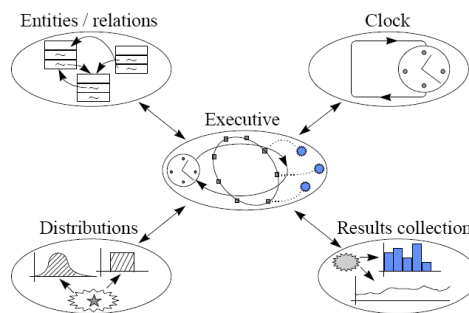 Entities / relations
Clock
Executive
Distributions
Results collection